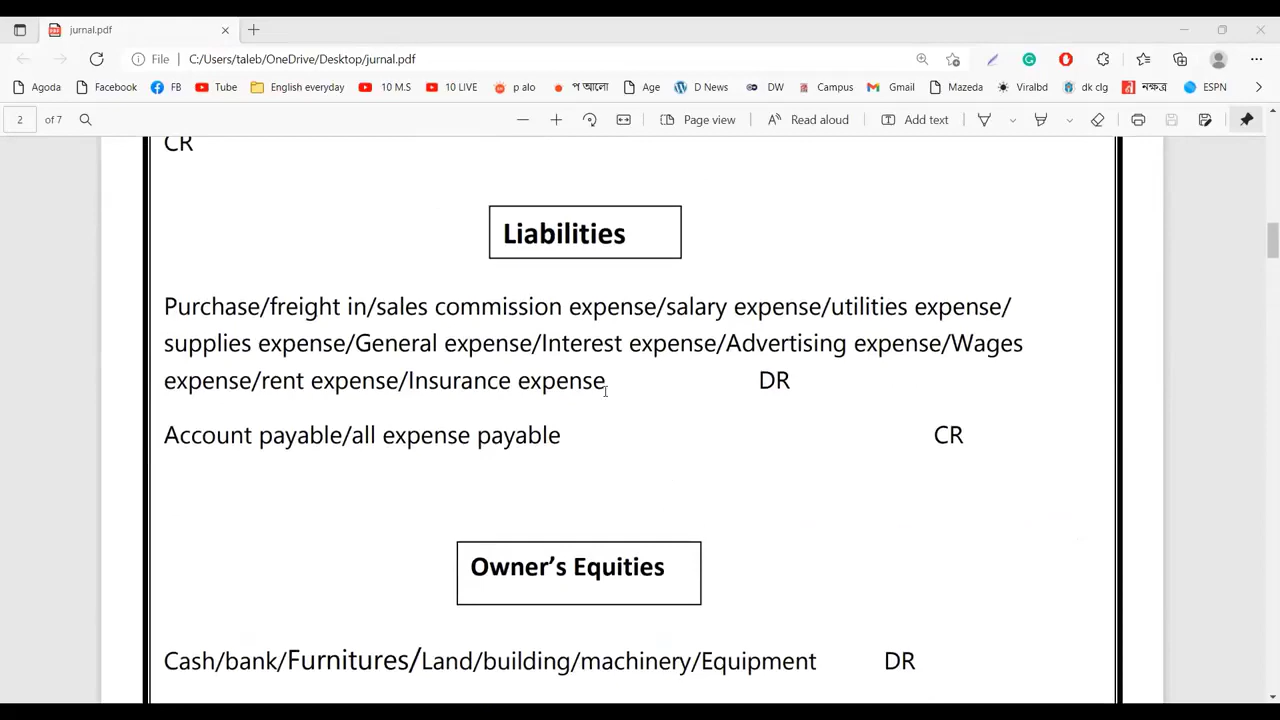 jurnal.pdf
File C:/Users/taleb/OneDrive/Desktop/jurnal.pdf
Agoda Facebook FB Tube English everyday 10 M.S 10 LIVE p alo প আলো Age D News DW Campus Gmail Mazeda Viralbd dk clg নক্ষত্র ESPN
2 of 7 Page view Read aloud Add text
CR
Liabilities
Purchase/freight in/sales commission expense/salary expense/utilities expense/
supplies expense/General expense/Interest expense/Advertising expense/Wages
expense/rent expense/Insurance expense DR
Account payable/all expense payable CR
Owner’s Equities
Cash/bank/Furnitures/Land/building/machinery/Equipment DR